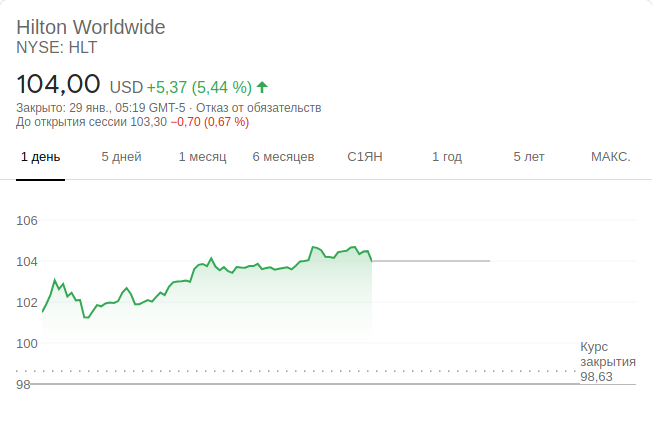 Hilton Worldwide
NYSE: HLT
104,00 USD +5,37 (5,44 %)
Закрыто: 29 янв., 05:19 GMT-5 · Отказ от обязательств
До открытия сессии 103,30 −0,70 (0,67 %)
1 день 5 дней 1 месяц 6 месяцев С1ЯН 1 год 5 лет МАКС.
106
104
102
100
Курс
закрытия
98,63
98